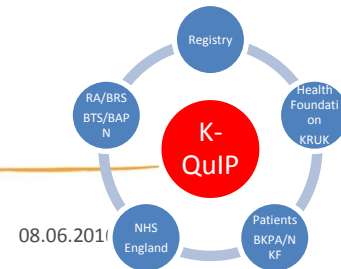 Registry
RA/BRS
BTS/BAP
N
Health
Foundati
on
KRUK
K-
QuIP
NHS
England
Patients
BKPA/N
KF
08.06.201